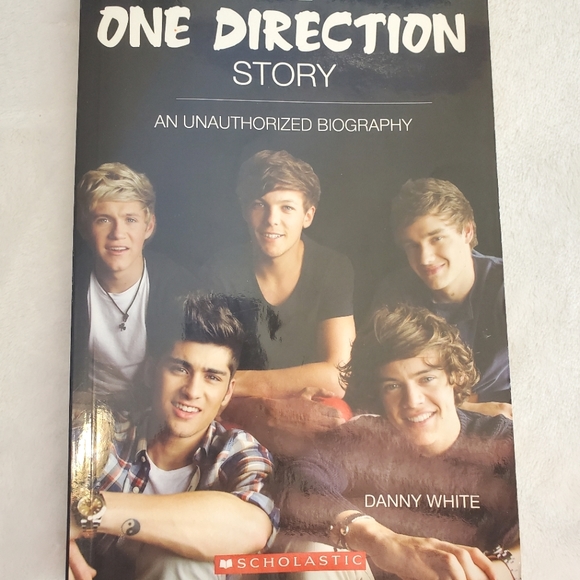 ONE DIRECTION
STORY
AN UNAUTHORIZED BIOGRAPHY
DANNY WHITE
SCHOLASTIC